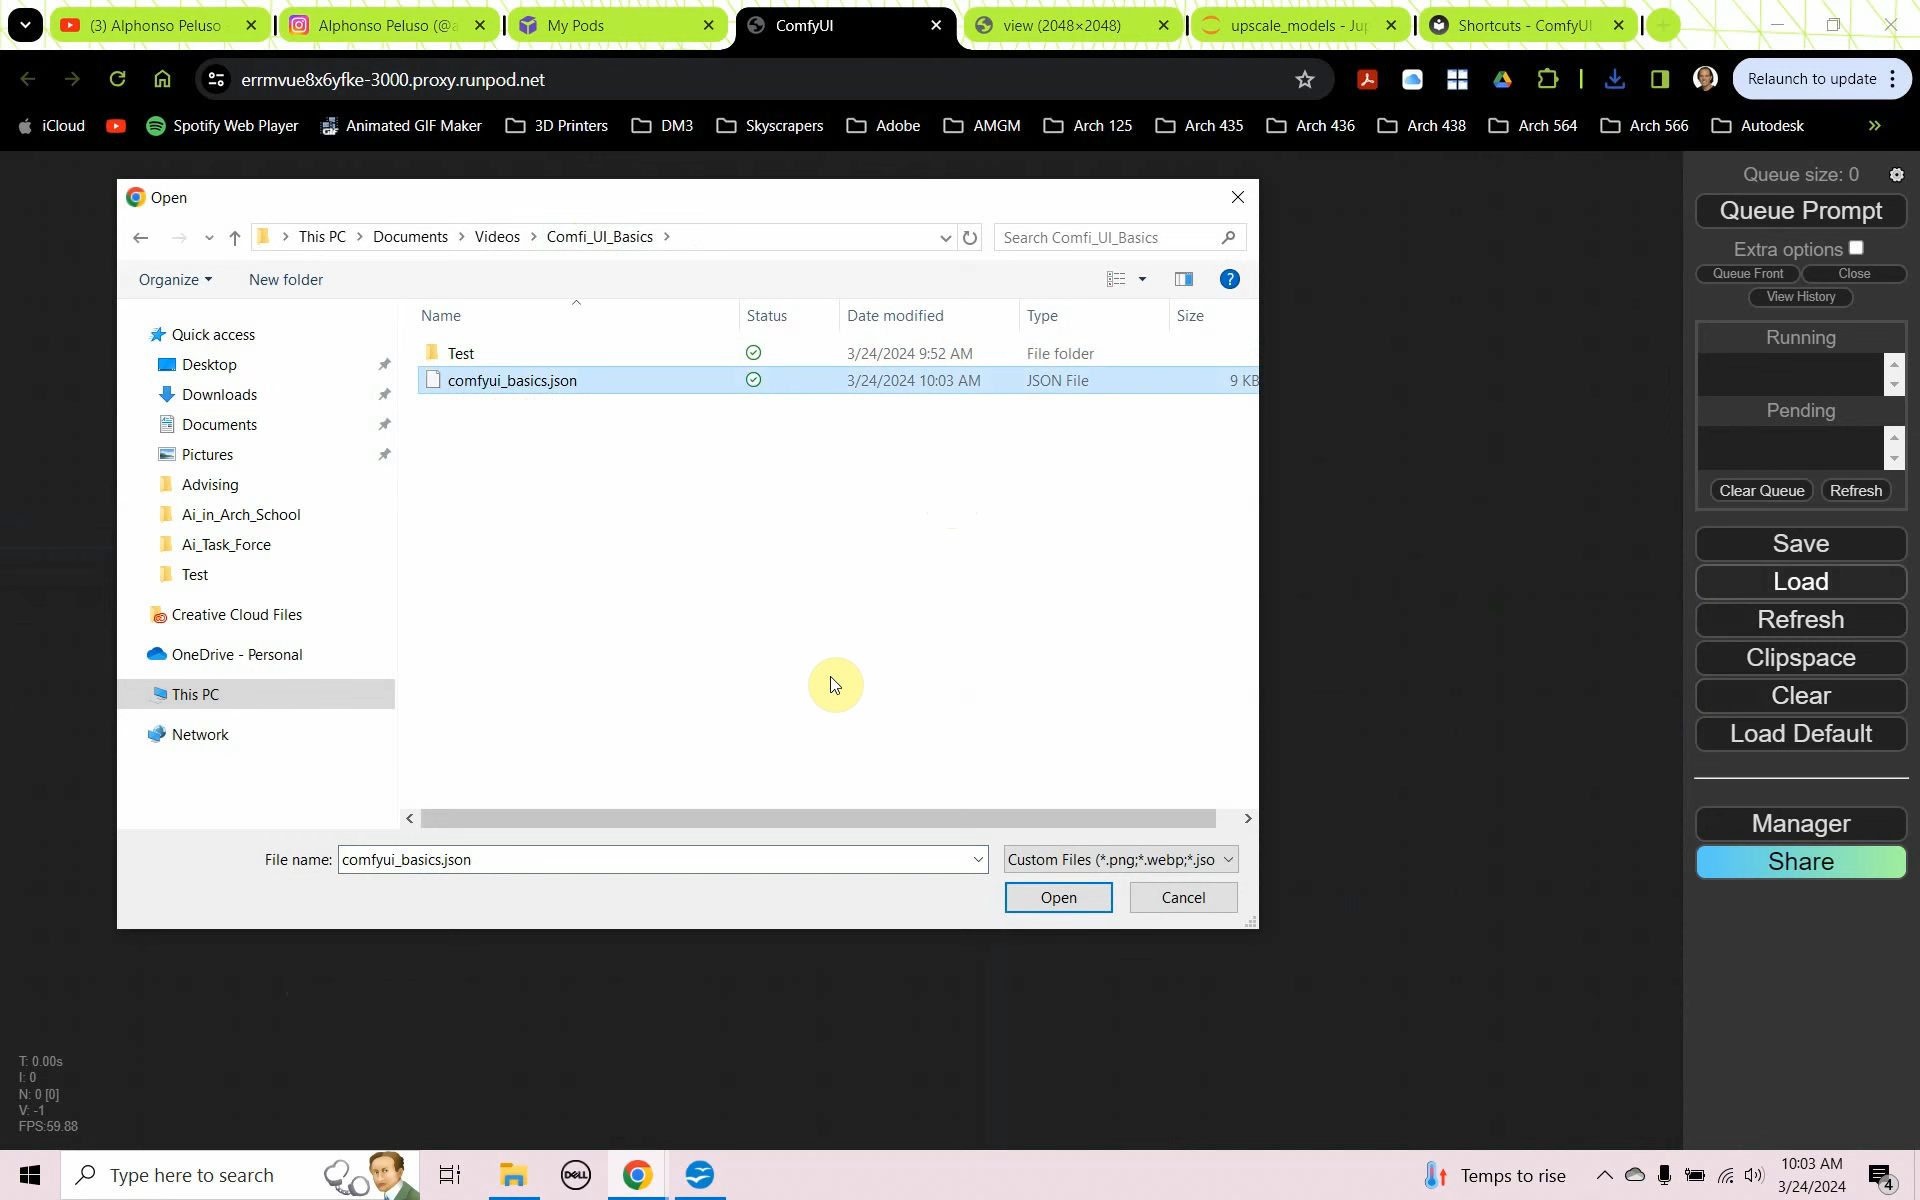 (3) Alphonso Peluso
Alphonso Peluso (@a
My Pods
ComfyUI
view (2048×2048)
upscale_models - Jup
Shortcuts - ComfyUI
errmvue8x6yfke-3000.proxy.runpod.net
Relaunch to update
iCloud
Spotify Web Player
Animated GIF Maker
3D Printers
DM3
Skyscrapers
Adobe
AMGM
Arch 125
Arch 435
Arch 436
Arch 438
Arch 564
Arch 566
Autodesk
Open
This PC > Documents > Videos > Comfi_UI_Basics >
Search Comfi_UI_Basics
Organize
New folder
Name
Status
Date modified
Type
Size
Test
3/24/2024 9:52 AM
File folder
comfyui_basics.json
3/24/2024 10:03 AM
JSON File
9 KB
Quick access
Desktop
Downloads
Documents
Pictures
Advising
Ai_in_Arch_School
Ai_Task_Force
Test
Creative Cloud Files
OneDrive - Personal
This PC
Network
File name:
comfyui_basics.json
Custom Files (*.png;*.webp;*.jso
Open
Cancel
Queue size: 0
Queue Prompt
Extra options
Queue Front
Close
View History
Running
Pending
Clear Queue
Refresh
Save
Load
Refresh
Clipspace
Clear
Load Default
Manager
Share
T: 0.00s
I: 0
N: 0 [0]
V: -1
FPS:59.88
Type here to search
DELL
Temps to rise
10:03 AM
3/24/2024
4